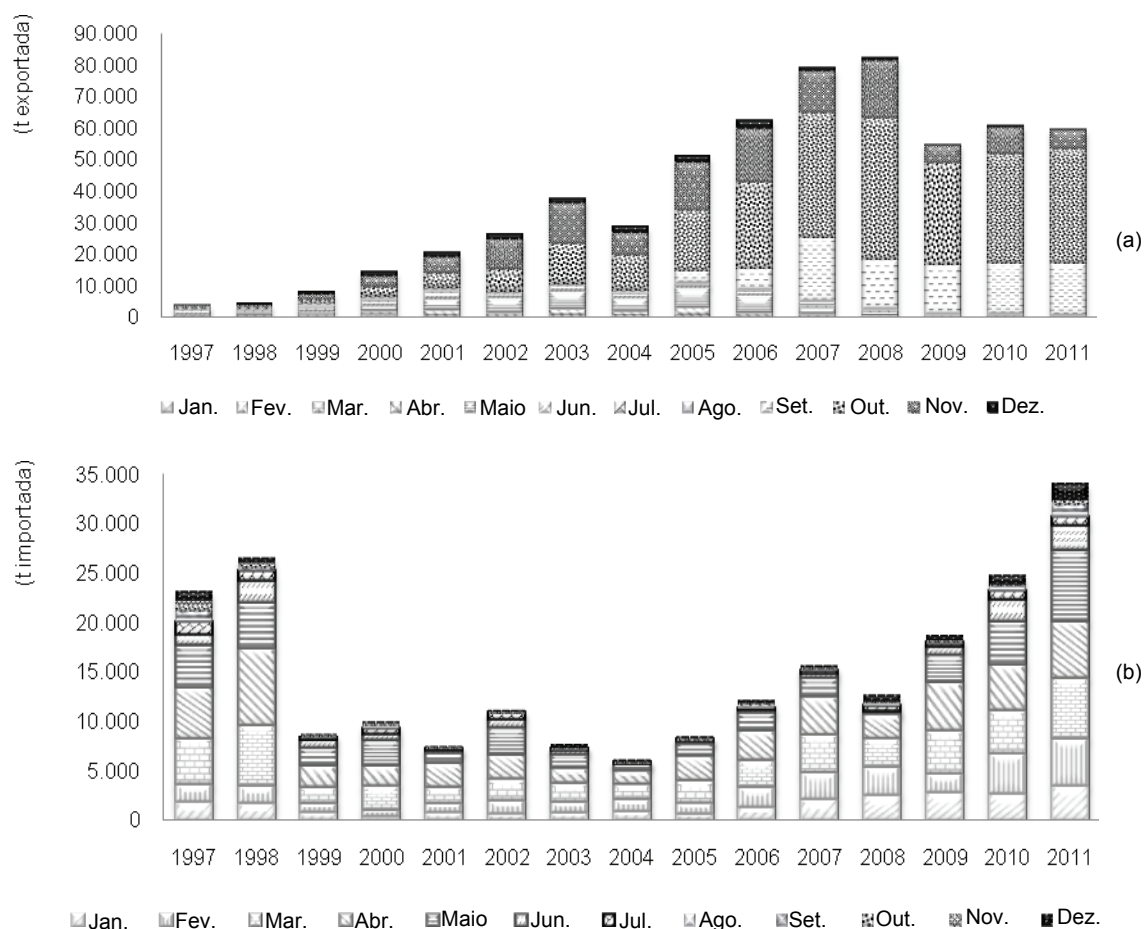 (t exportada)
90.000
80.000
70.000
60.000
50.000
40.000
30.000
20.000
10.000
0
(a)
1997 1998 1999 2000 2001 2002 2003 2004 2005 2006 2007 2008 2009 2010 2011
Jan. Fev. Mar. Abr. Maio Jun. Jul. Ago. Set. Out. Nov. Dez.
(t importada)
35.000
30.000
25.000
20.000
15.000
10.000
5.000
0
(b)
1997 1998 1999 2000 2001 2002 2003 2004 2005 2006 2007 2008 2009 2010 2011
Jan. Fev. Mar. Abr. Maio Jun. Jul. Ago. Set. Out. Nov. Dez.